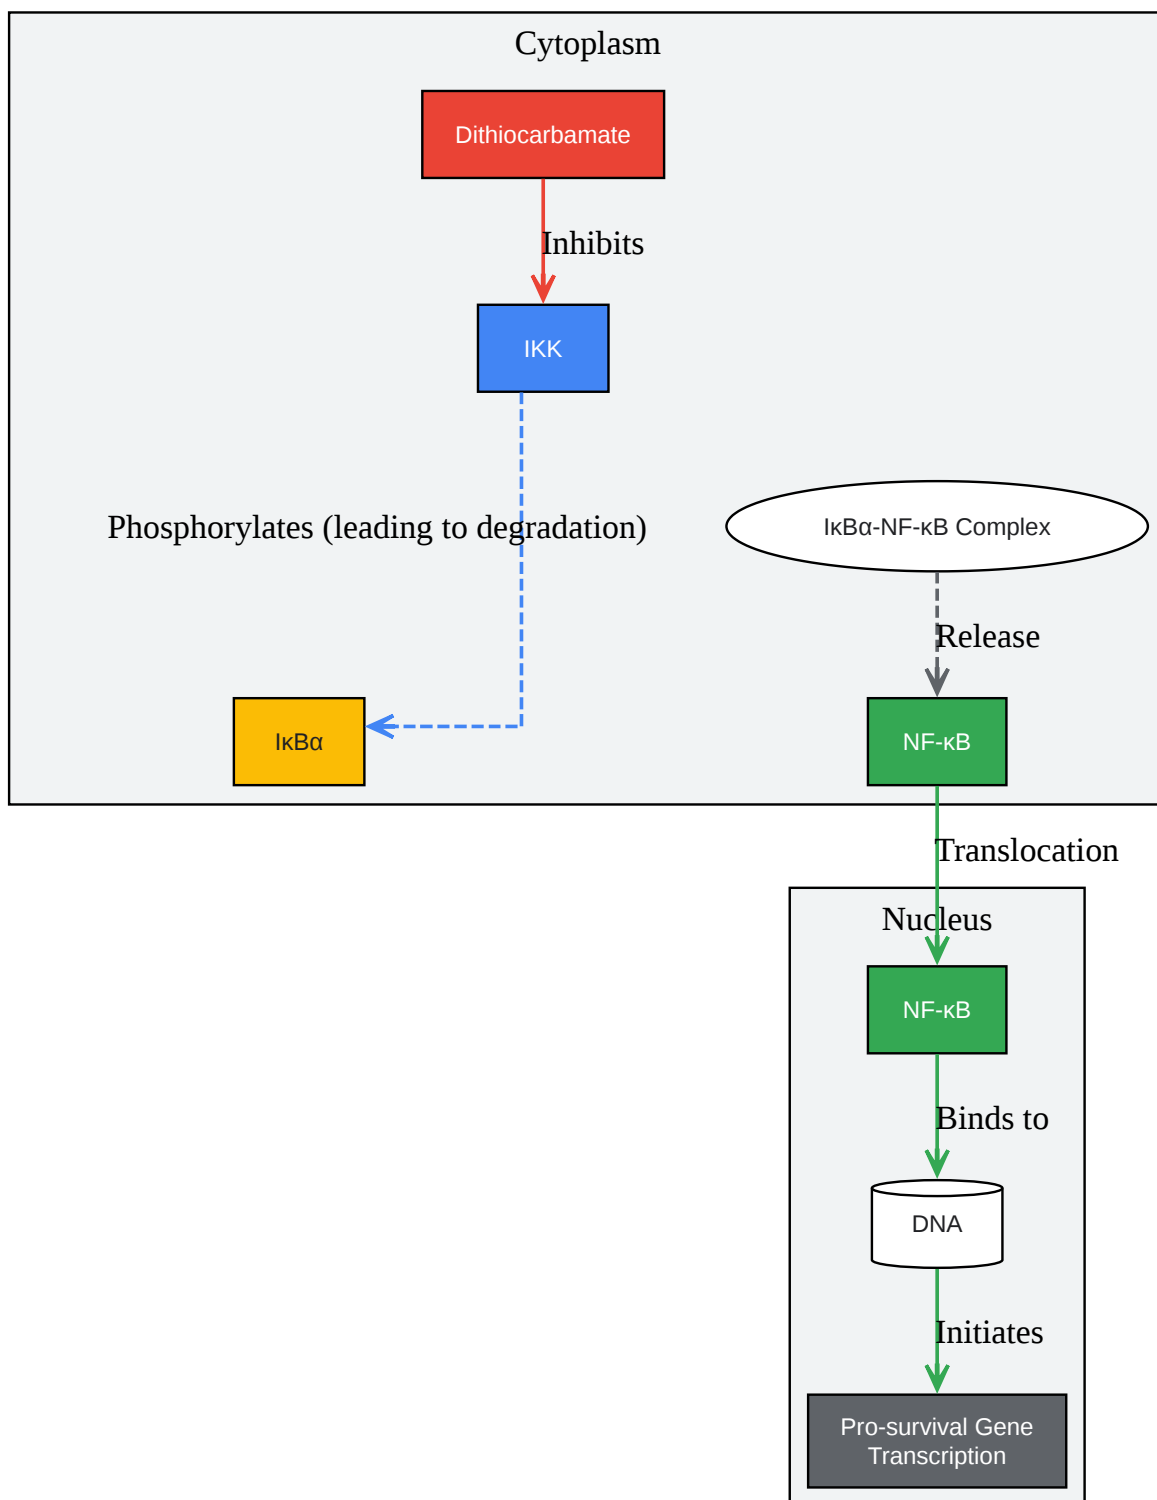 Cytoplasm
Dithiocarbamate
Inhibits
IKK
Phosphorylates (leading to degradation)
IκBα-NF-κB Complex
Release
IκBα
NF-κB
Translocation
Nucleus
NF-κB
Binds to
DNA
Initiates
Pro-survival Gene
Transcription